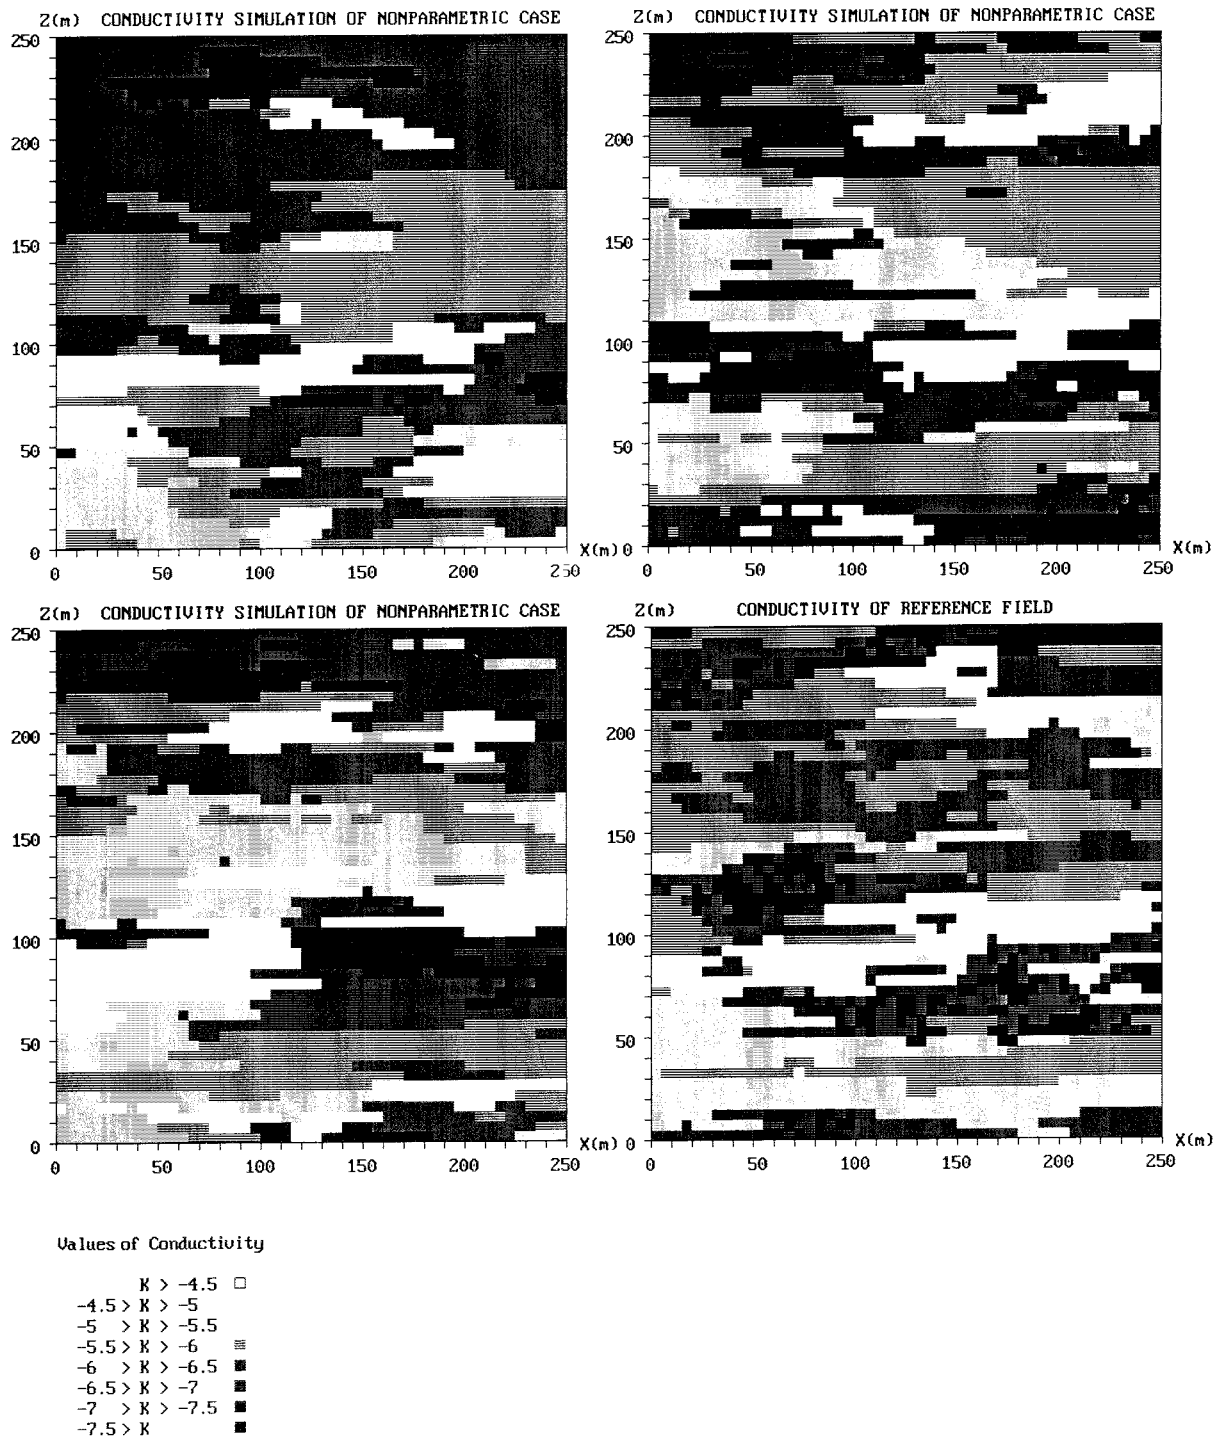 Z(m) CONDUCTIVITY SIMULATION OF NONPARAMETRIC CASE
250
200
150
100
50
0
0 50 100 150 200 250
X(m)
Z(m) CONDUCTIVITY SIMULATION OF NONPARAMETRIC CASE
250
200
150
100
50
0
0 50 100 150 200 250
X(m)
Z(m) CONDUCTIVITY SIMULATION OF NONPARAMETRIC CASE
250
200
150
100
50
0
0 50 100 150 200 250
X(m)
Z(m) CONDUCTIVITY OF REFERENCE FIELD
250
200
150
100
50
0
0 50 100 150 200 250
X(m)
Values of Conductivity
K > -4.5
-4.5 > K > -5
-5 > K > -5.5
-5.5 > K > -6
-6 > K > -6.5
-6.5 > K > -7
-7 > K > -7.5
-7.5 > K